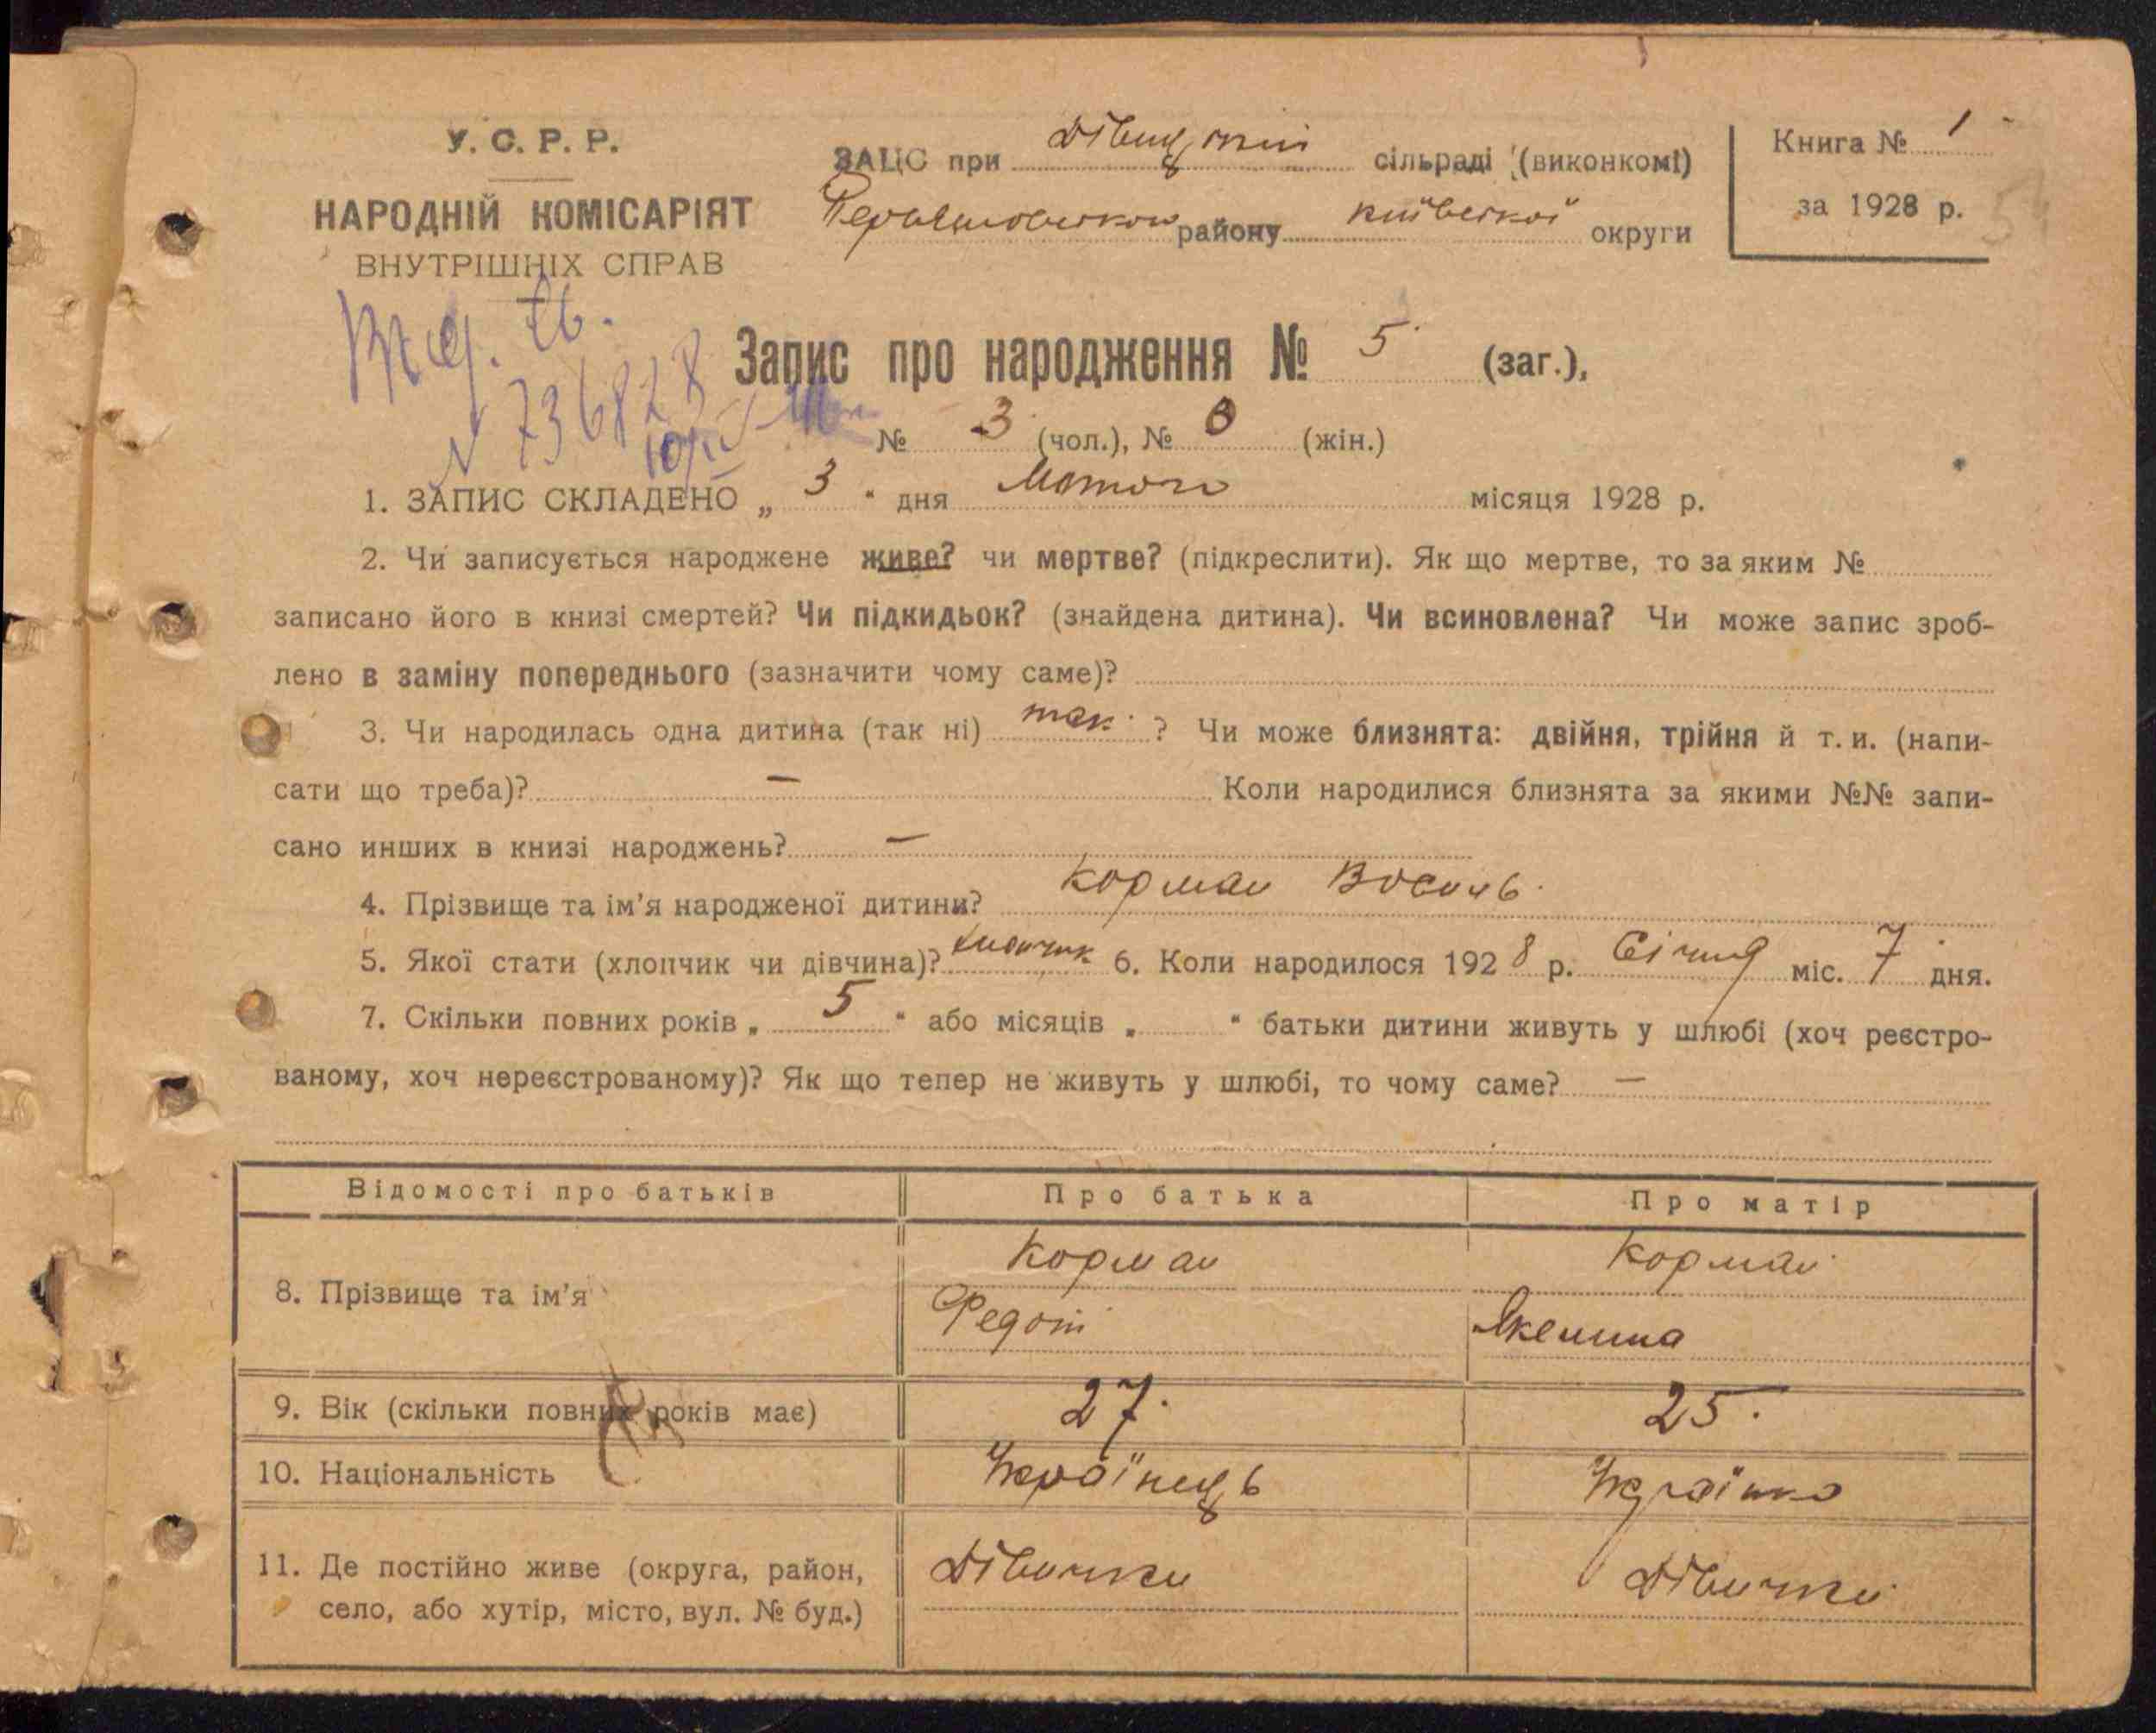 У. С. Р. Р.
НАРОДНІЙ КОМІСАРІЯТ
ВНУТРІШНІХ СПРАВ
ЗАЦС при Дівицькій сільраді (виконкомі)
району київської округи
Книга № 1
за 1928 р.
54
Запис про народження № 5 (заг.),
N 736828
№ 3 (чол.), № 0 (жін.)
1. ЗАПИС СКЛАДЕНО „ 3 “ дня Лютого місяця 1928 р.
2. Чи записується народжене живе? чи мертве? (підкреслити). Як що мертве, то за яким №
записано його в книзі смертей? Чи підкидьок? (знайдена дитина). Чи всиновлена? Чи може запис зроб-
лено в заміну попереднього (зазначити чому саме)?
3. Чи народилась одна дитина (так ні) так ? Чи може близнята: двійня, трійня й т. и. (напи-
сати що треба)? — Коли народилися близнята за якими №№ запи-
сано инших в книзі народжень? —
4. Прізвище та ім’я народженої дитини? Корман Василь
5. Якої стати (хлопчик чи дівчина)? хлопчик 6. Коли народилося 1928 р. Січня міс. 7 дня.
7. Скільки повних років „ 5 “ або місяців „ “ батьки дитини живуть у шлюбі (хоч реєстро-
ваному, хоч нереєстрованому)? Як що тепер не живуть у шлюбі, то чому саме? —
Відомості про батьків Про батька Про матір
8. Прізвище та ім’я Корман Корман
Федот Якелина
9. Вік (скільки повних років має) 27. 25.
10. Національність Українець Українка
11. Де постійно живе (округа, район, Дівички Дівички
село, або хутір, місто, вул. № буд.)